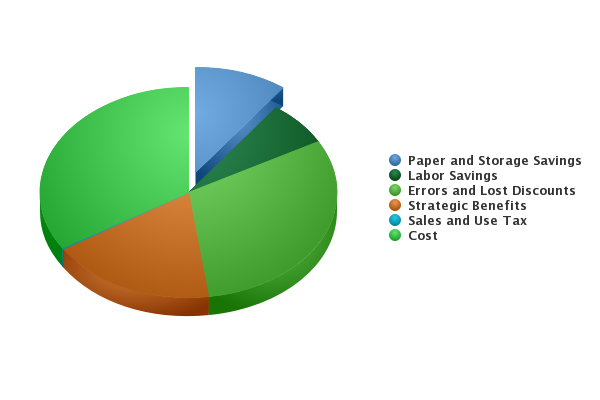 Paper and Storage Savings
Labor Savings
Errors and Lost Discounts
Strategic Benefits
Sales and Use Tax
Cost